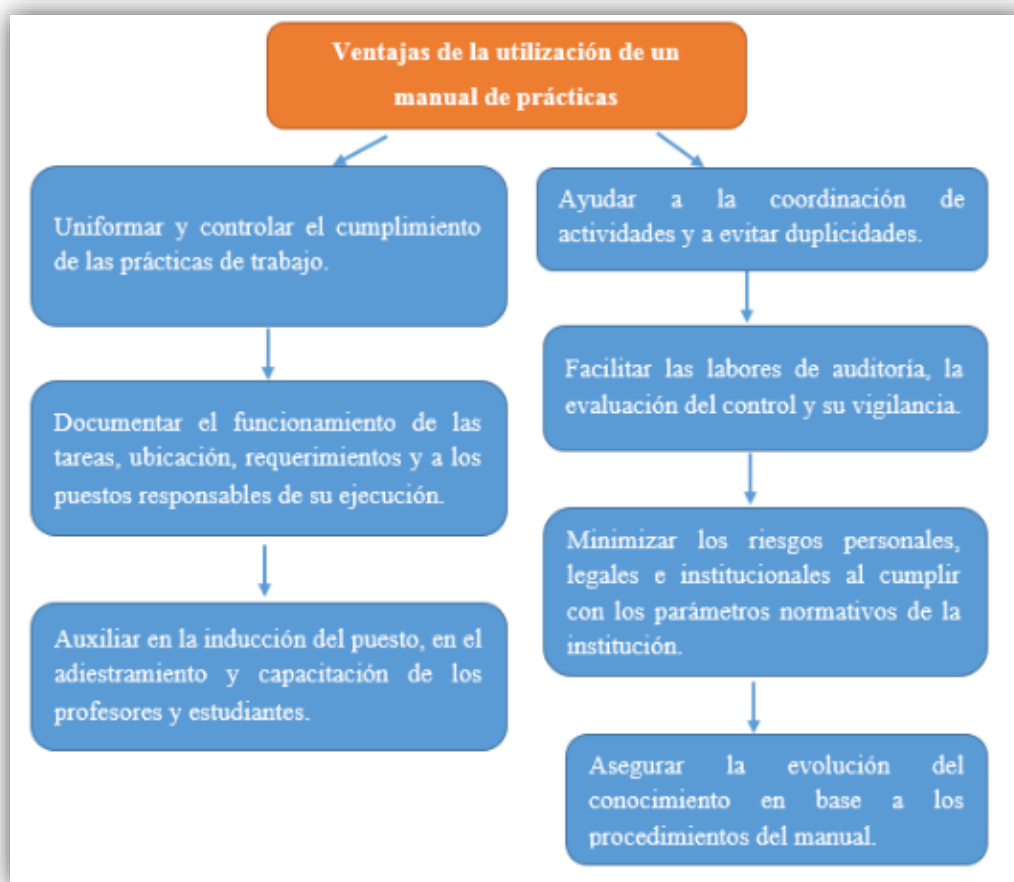 Ventajas de la utilización de un
manual de prácticas
Uniformar y controlar el cumplimiento
de las prácticas de trabajo.
Documentar el funcionamiento de las
tareas, ubicación, requerimientos y a los
puestos responsables de su ejecución.
Auxiliar en la inducción del puesto, en el
adiestramiento y capacitación de los
profesores y estudiantes.
Ayudar a la coordinación de
actividades y a evitar duplicidades.
Facilitar las labores de auditoría, la
evaluación del control y su vigilancia.
Minimizar los riesgos personales,
legales e institucionales al cumplir
con los parámetros normativos de la
institución.
Asegurar la evolución del
conocimiento en base a los
procedimientos del manual.